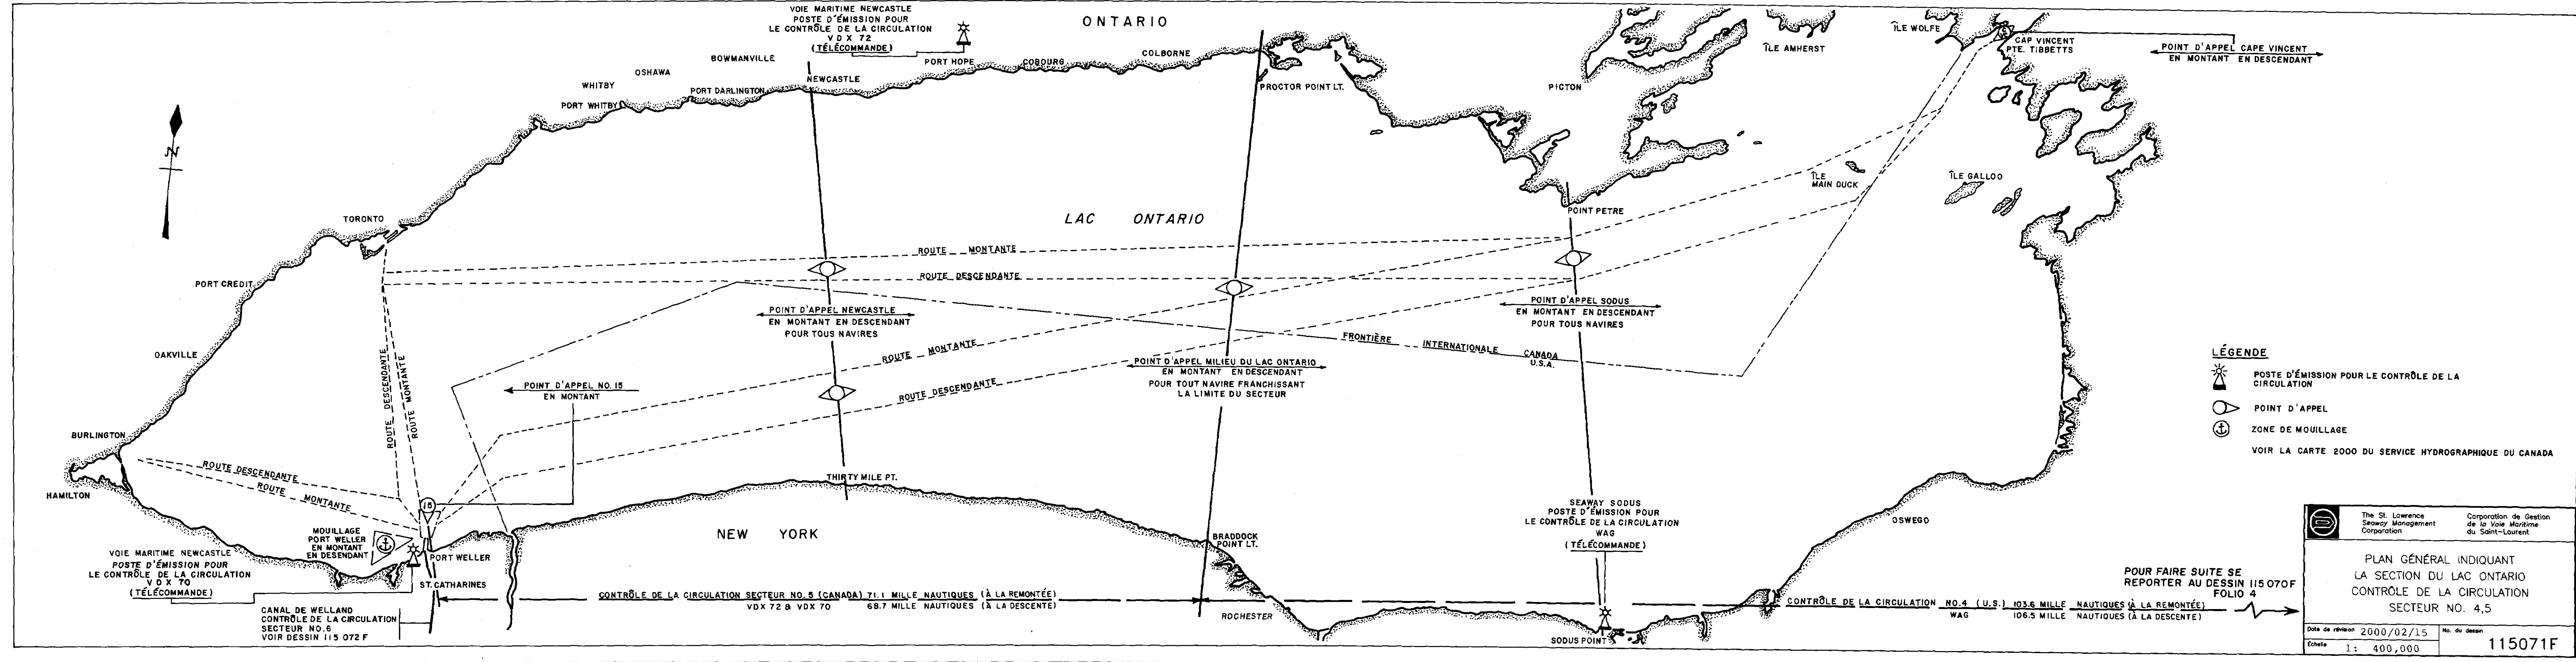 VOIE MARITIME NEWCASTLE
POSTE D'ÉMISSION POUR
LE CONTRÔLE DE LA CIRCULATION
V D X 72
(TÉLÉCOMMANDE)
ONTARIO
COLBORNE
BOWMANVILLE
OSHAWA
WHITBY
PORT WHITBY
PORT DARLINGTON
NEWCASTLE
PORT HOPE
COBOURG
PROCTOR POINT LT.
PICTON
ÎLE AMHERST
ÎLE WOLFE
CAP VINCENT
PTE. TIBBETTS
POINT D'APPEL CAPE VINCENT
EN MONTANT EN DESCENDANT
N
TORONTO
PORT CREDIT
OAKVILLE
BURLINGTON
HAMILTON
LAC ONTARIO
ÎLE
MAIN DUCK
ÎLE GALLOO
POINT PETRE
ROUTE MONTANTE
ROUTE DESCENDANTE
POINT D'APPEL NEWCASTLE
EN MONTANT EN DESCENDANT
POUR TOUS NAVIRES
POINT D'APPEL SODUS
EN MONTANT EN DESCENDANT
POUR TOUS NAVIRES
ROUTE MONTANTE
ROUTE DESCENDANTE
FRONTIÈRE INTERNATIONALE CANADA
U.S.A.
POINT D'APPEL MILIEU DU LAC ONTARIO
EN MONTANT EN DESCENDANT
POUR TOUT NAVIRE FRANCHISSANT
LA LIMITE DU SECTEUR
ROUTE DESCENDANTE
ROUTE MONTANTE
POINT D'APPEL NO. 15
EN MONTANT
ROUTE DESCENDANTE
ROUTE MONTANTE
15
THIRTY MILE PT.
NEW YORK
MOUILLAGE
PORT WELLER
EN MONTANT
EN DESENDANT
PORT WELLER
ST. CATHARINES
VOIE MARITIME NEWCASTLE
POSTE D'ÉMISSION POUR
LE CONTRÔLE DE LA CIRCULATION
V D X 70
(TÉLÉCOMMANDE)
CANAL DE WELLAND
CONTRÔLE DE LA CIRCULATION
SECTEUR NO.6
VOIR DESSIN 115 072 F
CONTRÔLE DE LA CIRCULATION SECTEUR NO.5 (CANADA) 71.1 MILLE NAUTIQUES (À LA REMONTÉE)
VDX 72 & VDX 70 68.7 MILLE NAUTIQUES (À LA DESCENTE)
BRADDOCK
POINT LT.
ROCHESTER
SEAWAY SODUS
POSTE D'ÉMISSION POUR
LE CONTRÔLE DE LA CIRCULATION
WAG
(TÉLÉCOMMANDE)
SODUS POINT
OSWEGO
CONTRÔLE DE LA CIRCULATION NO.4 (U.S.) 103.6 MILLE NAUTIQUES (À LA REMONTÉE)
WAG 106.5 MILLE NAUTIQUES (À LA DESCENTE)
POUR FAIRE SUITE SE
REPORTER AU DESSIN 115 070 F
FOLIO 4
LÉGENDE
POSTE D'ÉMISSION POUR LE CONTRÔLE DE LA
CIRCULATION
POINT D'APPEL
ZONE DE MOUILLAGE
VOIR LA CARTE 2000 DU SERVICE HYDROGRAPHIQUE DU CANADA
The St. Lawrence
Seaway Management
Corporation
Corporation de Gestion
de la Voie Maritime
du Saint-Laurent
PLAN GÉNÉRAL INDIQUANT
LA SECTION DU LAC ONTARIO
CONTRÔLE DE LA CIRCULATION
SECTEUR NO. 4,5
Date de révision 2000/02/15
No. du dessin
Échelle 1: 400,000
115071F